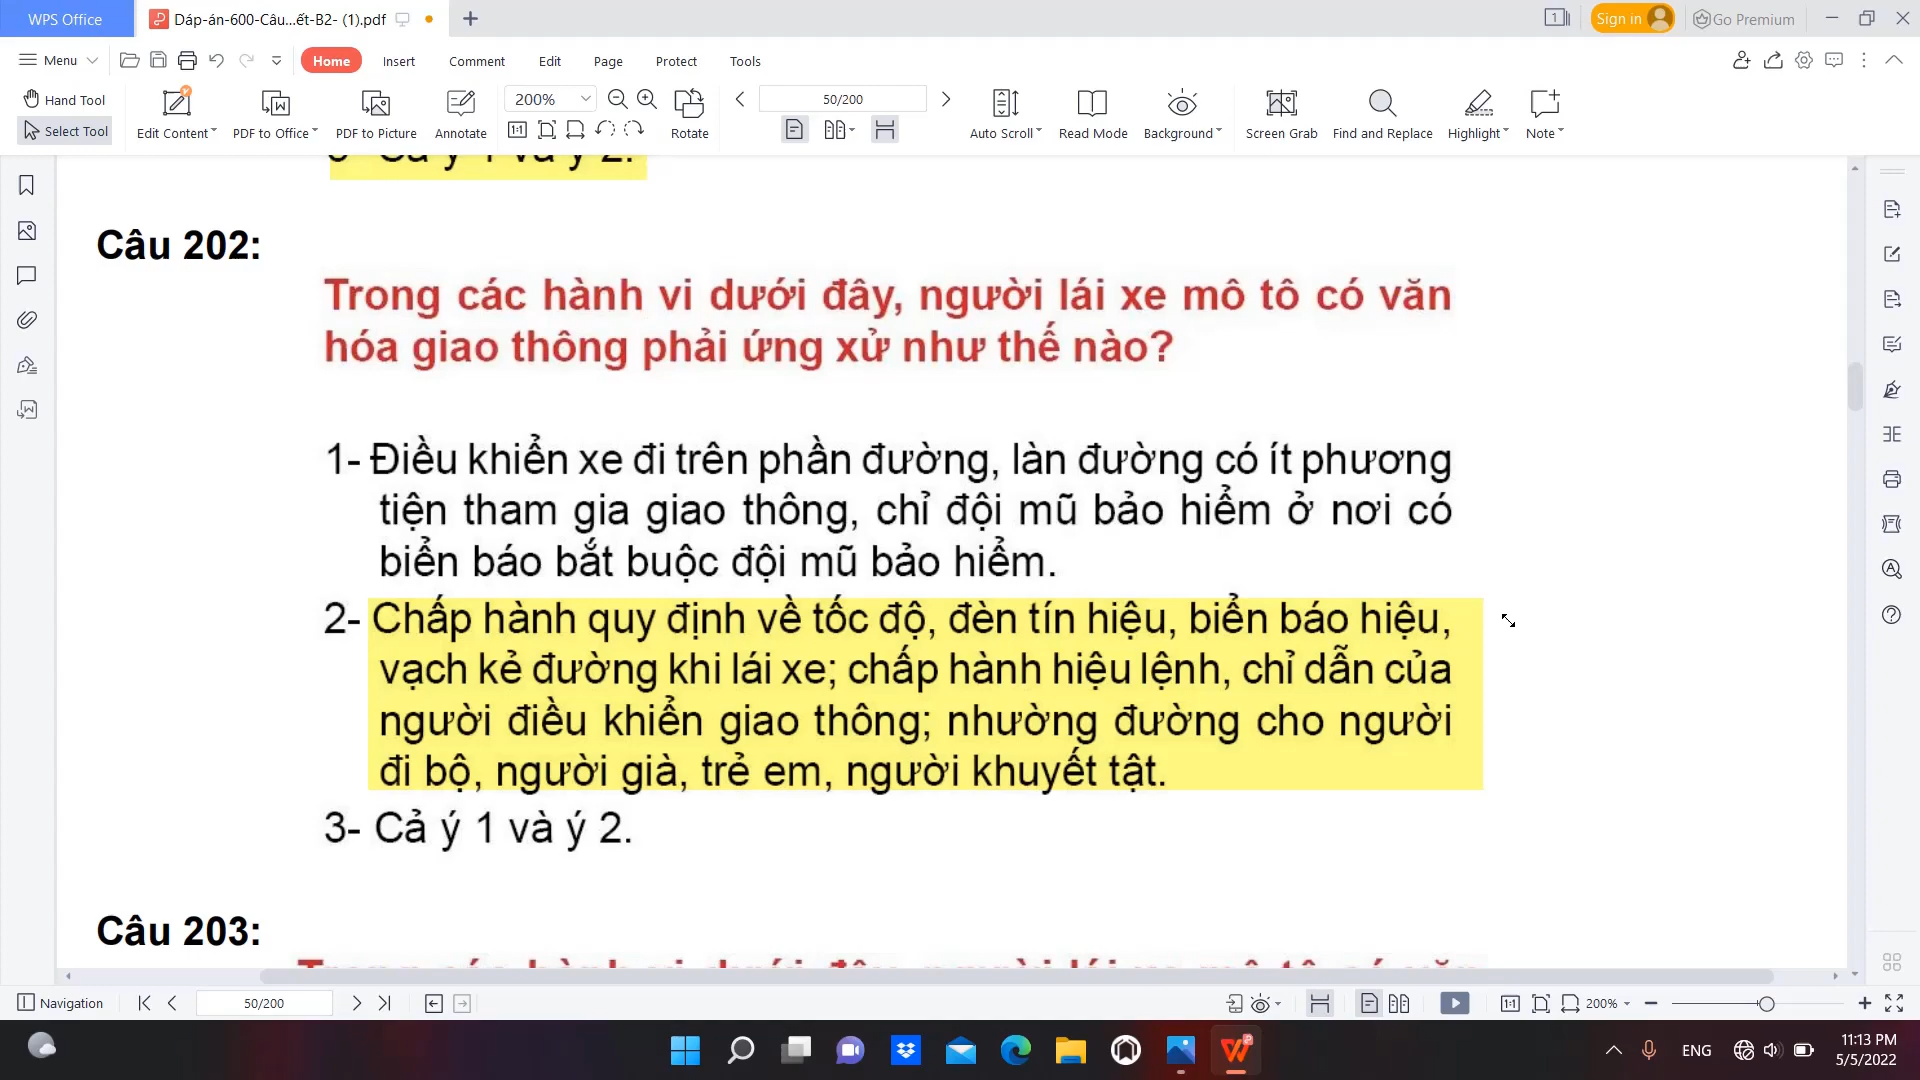 WPS Office
Dáp-án-600-Câu...ết-B2- (1).pdf
Sign in
Go Premium
Menu
Home
Insert
Comment
Edit
Page
Protect
Tools
Hand Tool
Select Tool
Edit Content
PDF to Office
PDF to Picture
Annotate
200%
Rotate
50/200
Auto Scroll
Read Mode
Background
Screen Grab
Find and Replace
Highlight
Note
3- Cả ý 1 và ý 2.
Câu 202:
Trong các hành vi dưới đây, người lái xe mô tô có văn
hóa giao thông phải ứng xử như thế nào?
1- Điều khiển xe đi trên phần đường, làn đường có ít phương
tiện tham gia giao thông, chỉ đội mũ bảo hiểm ở nơi có
biển báo bắt buộc đội mũ bảo hiểm.
2- Chấp hành quy định về tốc độ, đèn tín hiệu, biển báo hiệu,
vạch kẻ đường khi lái xe; chấp hành hiệu lệnh, chỉ dẫn của
người điều khiển giao thông; nhường đường cho người
đi bộ, người già, trẻ em, người khuyết tật.
3- Cả ý 1 và ý 2.
Câu 203:
Navigation
50/200
200%
ENG
11:13 PM
5/5/2022